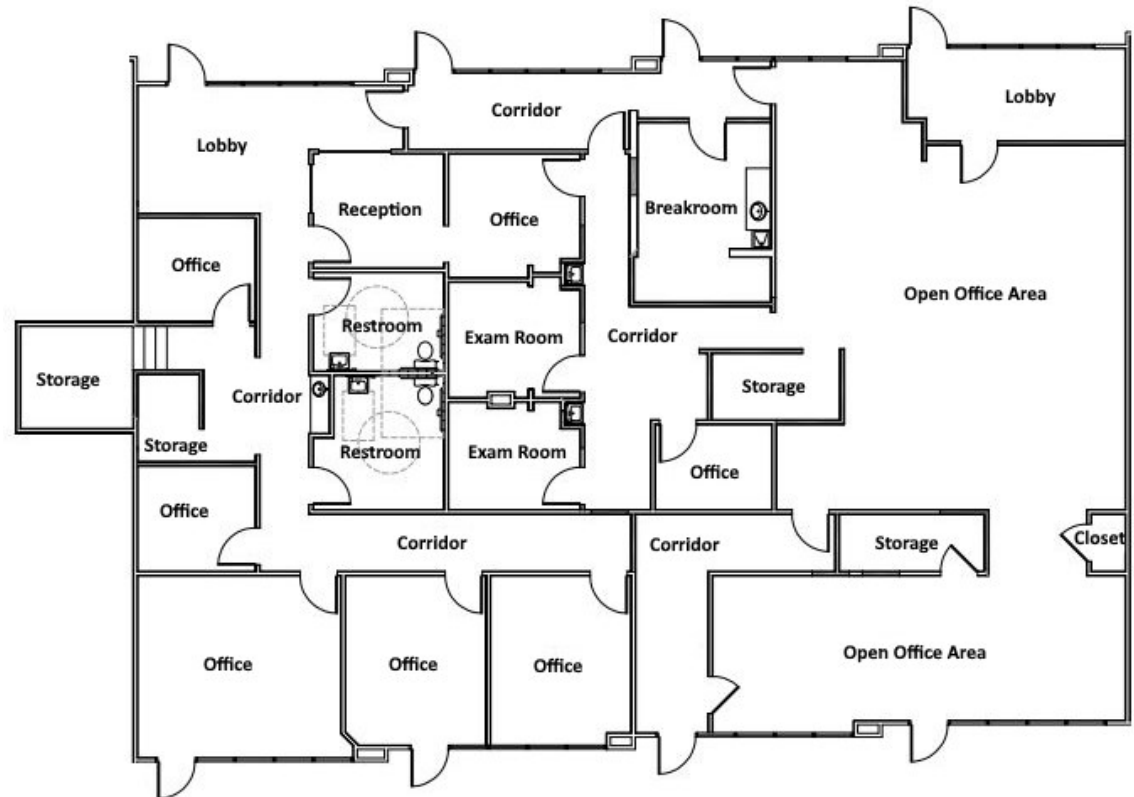 Lobby
Corridor
Lobby
Reception
Office
Breakroom
Office
Open Office Area
Restroom
Exam Room
Corridor
Storage
Storage
Corridor
Storage
Restroom
Exam Room
Office
Office
Corridor
Corridor
Storage
Closet
Office
Office
Office
Open Office Area